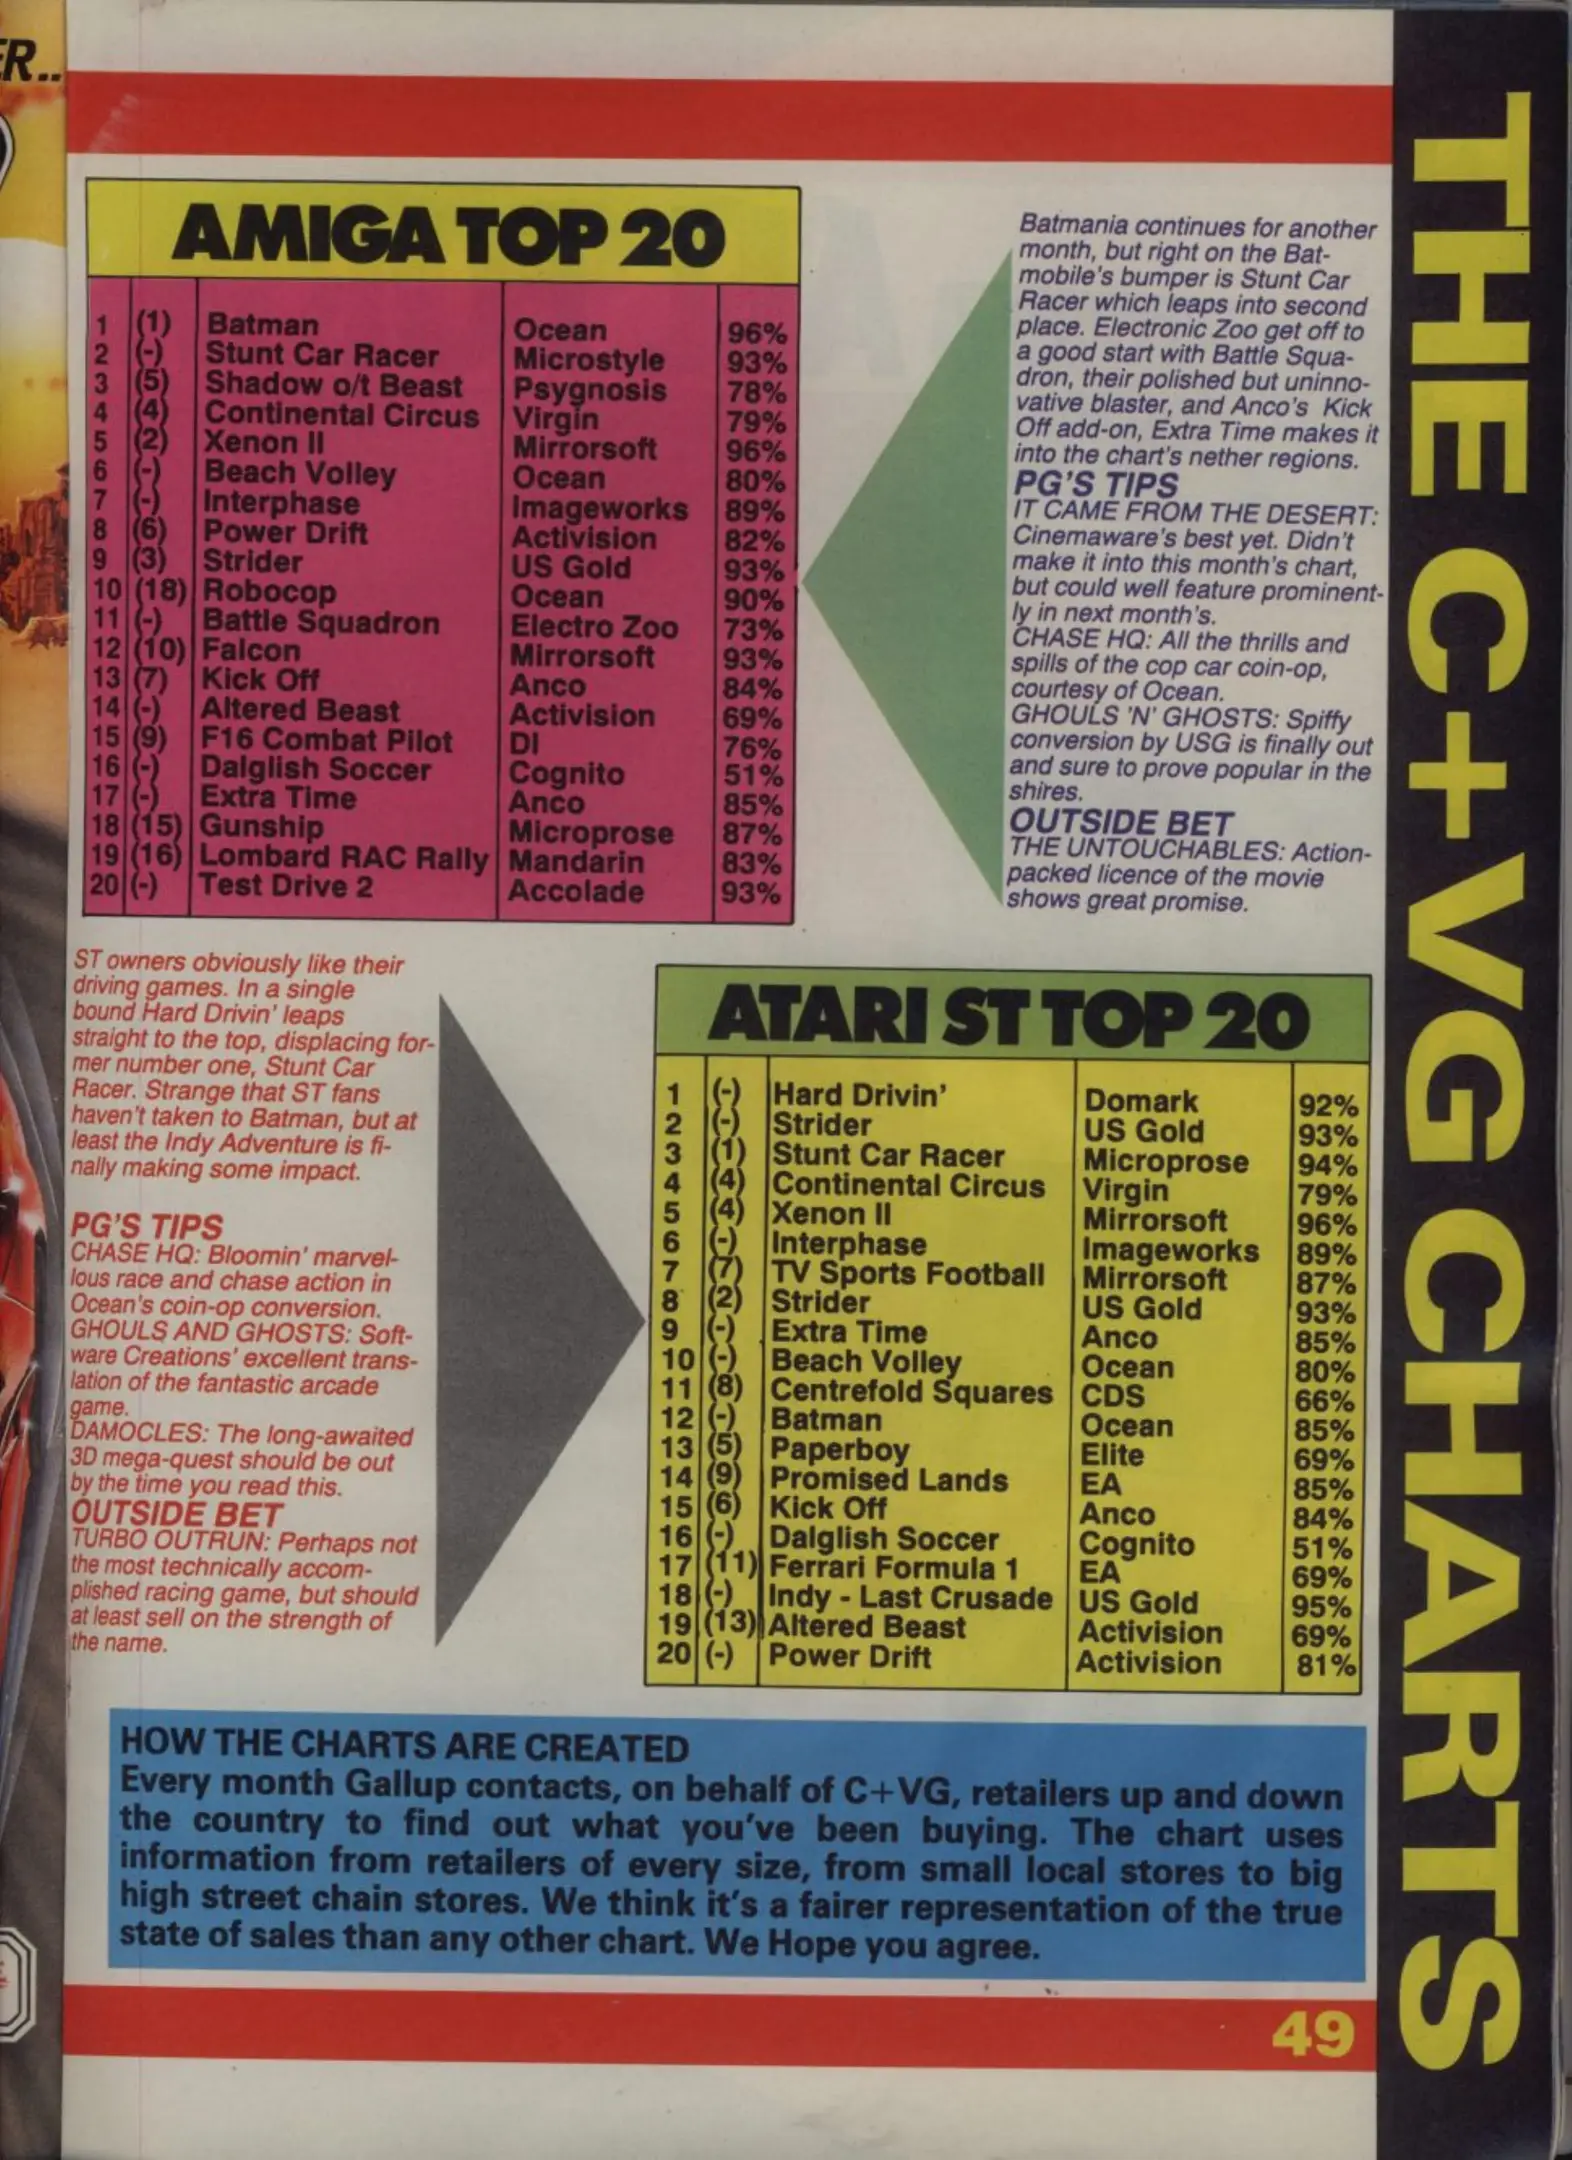 ER..
THE C+VG CHARTS
AMIGA TOP 20
1 (1) Batman Ocean 96%
2 (-) Stunt Car Racer Microstyle 93%
3 (5) Shadow o/t Beast Psygnosis 78%
4 (4) Continental Circus Virgin 79%
5 (2) Xenon II Mirrorsoft 96%
6 (-) Beach Volley Ocean 80%
7 (-) Interphase Imageworks 89%
8 (6) Power Drift Activision 82%
9 (3) Strider US Gold 93%
10 (18) Robocop Ocean 90%
11 (-) Battle Squadron Electro Zoo 73%
12 (10) Falcon Mirrorsoft 93%
13 (7) Kick Off Anco 84%
14 (-) Altered Beast Activision 69%
15 (9) F16 Combat Pilot DI 76%
16 (-) Dalglish Soccer Cognito 51%
17 (-) Extra Time Anco 85%
18 (15) Gunship Microprose 87%
19 (16) Lombard RAC Rally Mandarin 83%
20 (-) Test Drive 2 Accolade 93%
Batmania continues for another
month, but right on the Bat-
mobile's bumper is Stunt Car
Racer which leaps into second
place. Electronic Zoo get off to
a good start with Battle Squa-
dron, their polished but uninno-
vative blaster, and Anco's Kick
Off add-on, Extra Time makes it
into the chart's nether regions.
PG'S TIPS
IT CAME FROM THE DESERT:
Cinemaware's best yet. Didn't
make it into this month's chart,
but could well feature prominent-
ly in next month's.
CHASE HQ: All the thrills and
spills of the cop car coin-op,
courtesy of Ocean.
GHOULS 'N' GHOSTS: Spiffy
conversion by USG is finally out
and sure to prove popular in the
shires.
OUTSIDE BET
THE UNTOUCHABLES: Action-
packed licence of the movie
shows great promise.
ST owners obviously like their
driving games. In a single
bound Hard Drivin' leaps
straight to the top, displacing for-
mer number one, Stunt Car
Racer. Strange that ST fans
haven't taken to Batman, but at
least the Indy Adventure is fi-
nally making some impact.
PG'S TIPS
CHASE HQ: Bloomin' marvel-
lous race and chase action in
Ocean's coin-op conversion.
GHOULS AND GHOSTS: Soft-
ware Creations' excellent trans-
lation of the fantastic arcade
game.
DAMOCLES: The long-awaited
3D mega-quest should be out
by the time you read this.
OUTSIDE BET
TURBO OUTRUN: Perhaps not
the most technically accom-
plished racing game, but should
at least sell on the strength of
the name.
ATARI ST TOP 20
1 (-) Hard Drivin' Domark 92%
2 (-) Strider US Gold 93%
3 (1) Stunt Car Racer Microprose 94%
4 (4) Continental Circus Virgin 79%
5 (4) Xenon II Mirrorsoft 96%
6 (-) Interphase Imageworks 89%
7 (7) TV Sports Football Mirrorsoft 87%
8 (2) Strider US Gold 93%
9 (-) Extra Time Anco 85%
10 (-) Beach Volley Ocean 80%
11 (8) Centrefold Squares CDS 66%
12 (-) Batman Ocean 85%
13 (5) Paperboy Elite 69%
14 (9) Promised Lands EA 85%
15 (6) Kick Off Anco 84%
16 (-) Dalglish Soccer Cognito 51%
17 (11) Ferrari Formula 1 EA 69%
18 (-) Indy - Last Crusade US Gold 95%
19 (13) Altered Beast Activision 69%
20 (-) Power Drift Activision 81%
HOW THE CHARTS ARE CREATED
Every month Gallup contacts, on behalf of C+VG, retailers up and down
the country to find out what you've been buying. The chart uses
information from retailers of every size, from small local stores to big
high street chain stores. We think it's a fairer representation of the true
state of sales than any other chart. We Hope you agree.
49